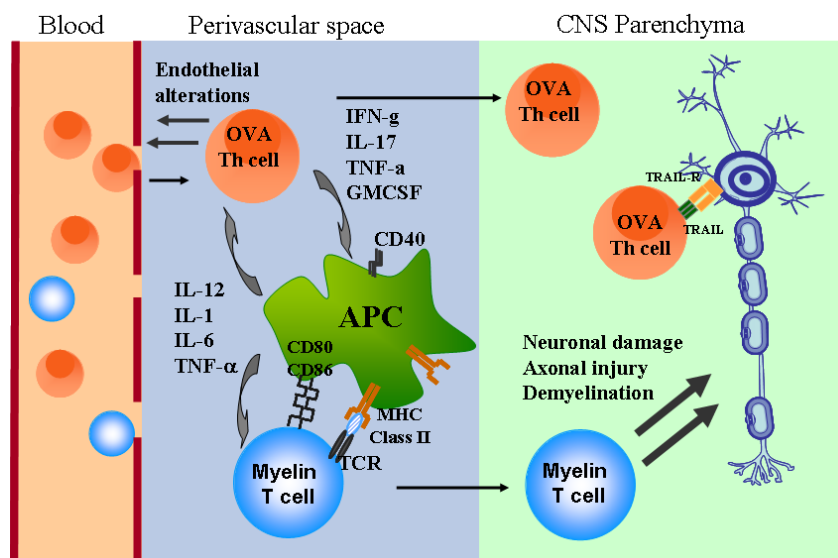 Blood
Perivascular space
CNS Parenchyma
Endothelial
alterations
OVA
Th cell
IFN-g
IL-17
TNF-a
GMCSF
OVA
Th cell
TRAIL-R
TRAIL
OVA
Th cell
CD40
IL-12
IL-1
IL-6
TNF-α
APC
CD80
CD86
MHC
Class II
TCR
Myelin
T cell
Neuronal damage
Axonal injury
Demyelination
Myelin
T cell